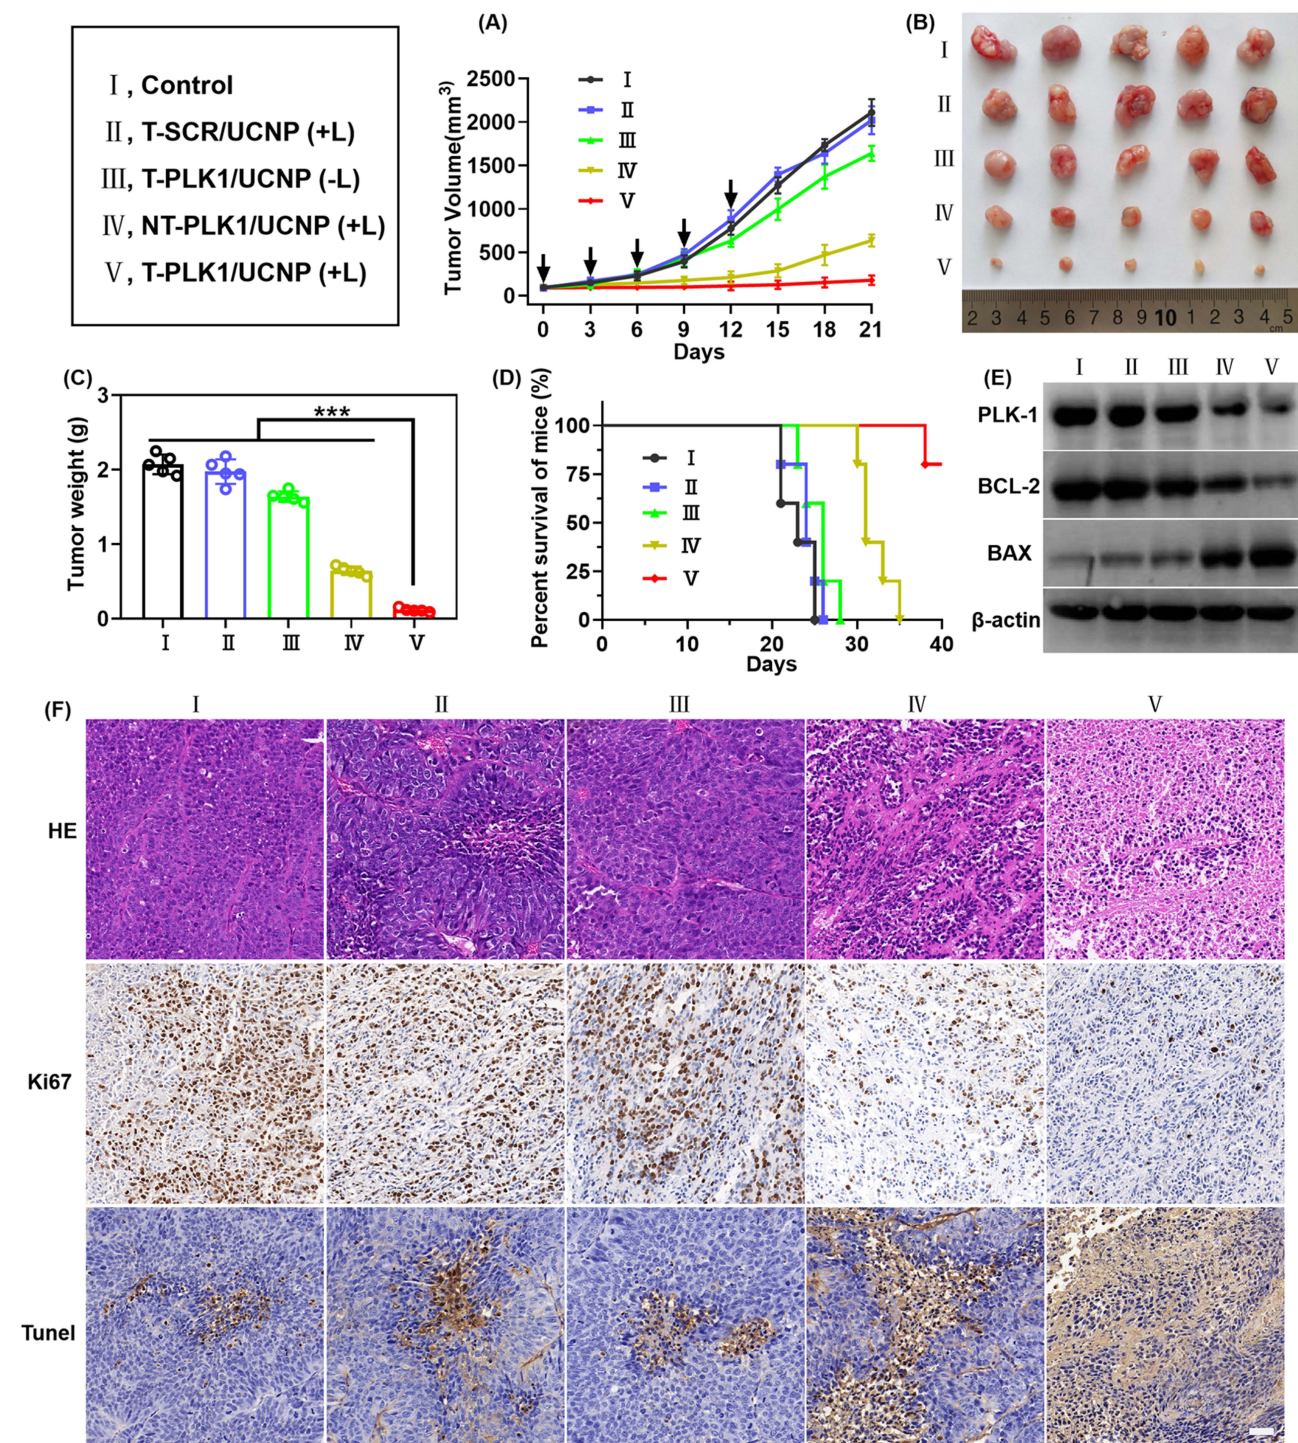 Ⅰ, Control
Ⅱ, T-SCR/UCNP (+L)
Ⅲ, T-PLK1/UCNP (-L)
Ⅳ, NT-PLK1/UCNP (+L)
Ⅴ, T-PLK1/UCNP (+L)
(A)
Tumor Volume(mm³)
2500
2000
1500
1000
500
0
Ⅰ
Ⅱ
Ⅲ
Ⅳ
Ⅴ
0 3 6 9 12 15 18 21
Days
(B)
Ⅰ
Ⅱ
Ⅲ
Ⅳ
Ⅴ
2 3 4 5 6 7 8 9 10 1 2 3 4 5
cm
(C)
Tumor weight (g)
3
2
1
0
***
Ⅰ Ⅱ Ⅲ Ⅳ Ⅴ
(D)
Percent survival of mice (%)
100
75
50
25
0
Ⅰ
Ⅱ
Ⅲ
Ⅳ
Ⅴ
0 10 20 30 40
Days
(E)
Ⅰ Ⅱ Ⅲ Ⅳ Ⅴ
PLK-1
BCL-2
BAX
β-actin
(F)
Ⅰ Ⅱ Ⅲ Ⅳ Ⅴ
HE
Ki67
Tunel